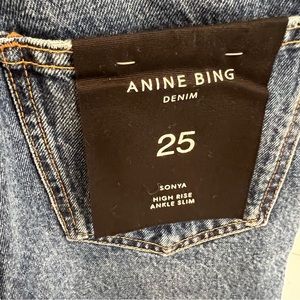 ANINE BING
DENIM
25
SONYA
HIGH RISE
ANKLE SLIM